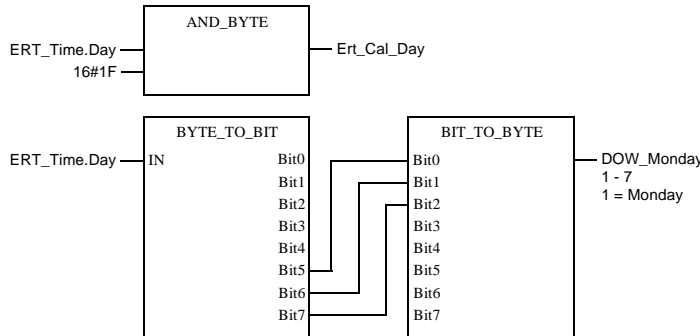 AND_BYTE
ERT_Time.Day
Ert_Cal_Day
16#1F
BYTE_TO_BIT
BIT_TO_BYTE
ERT_Time.Day
IN
Bit0
Bit0
DOW_Monday
Bit1
Bit1
1 - 7
Bit2
Bit2
1 = Monday
Bit3
Bit3
Bit4
Bit4
Bit5
Bit5
Bit6
Bit6
Bit7
Bit7